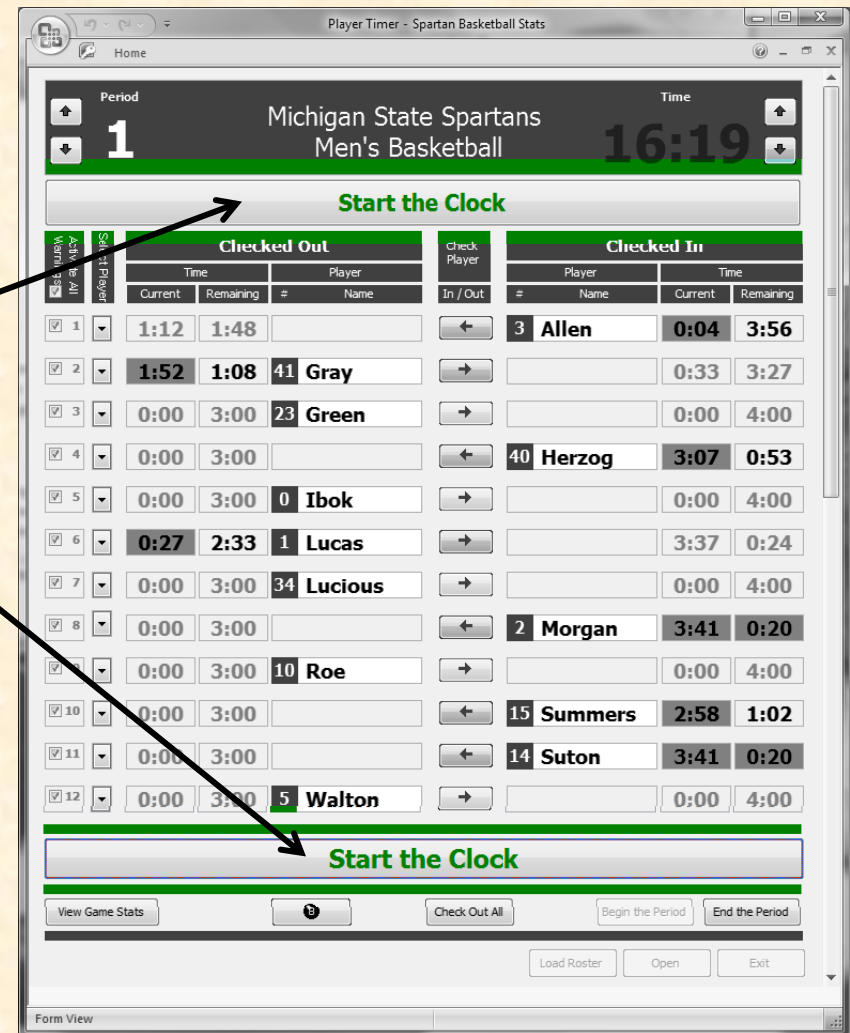 Player Timer - Spartan Basketball Stats
Home
Period
1
Michigan State Spartans
Men's Basketball
Time
16:19
Start the Clock
Activate All Warnings
Select Player
Checked Out
Check Player
Checked In
Time Player Player Time
Current Remaining # Name In / Out # Name Current Remaining
1 1:12 1:48 3 Allen 0:04 3:56
2 1:52 1:08 41 Gray 0:33 3:27
3 0:00 3:00 23 Green 0:00 4:00
4 0:00 3:00 40 Herzog 3:07 0:53
5 0:00 3:00 0 Ibok 0:00 4:00
6 0:27 2:33 1 Lucas 3:37 0:24
7 0:00 3:00 34 Lucious 0:00 4:00
8 0:00 3:00 2 Morgan 3:41 0:20
0:00 3:00 10 Roe 0:00 4:00
10 0:00 3:00 15 Summers 2:58 1:02
11 0:00 3:00 14 Suton 3:41 0:20
12 0:00 3:00 5 Walton 0:00 4:00
Start the Clock
View Game Stats Check Out All Begin the Period End the Period
Load Roster Open Exit
Form View